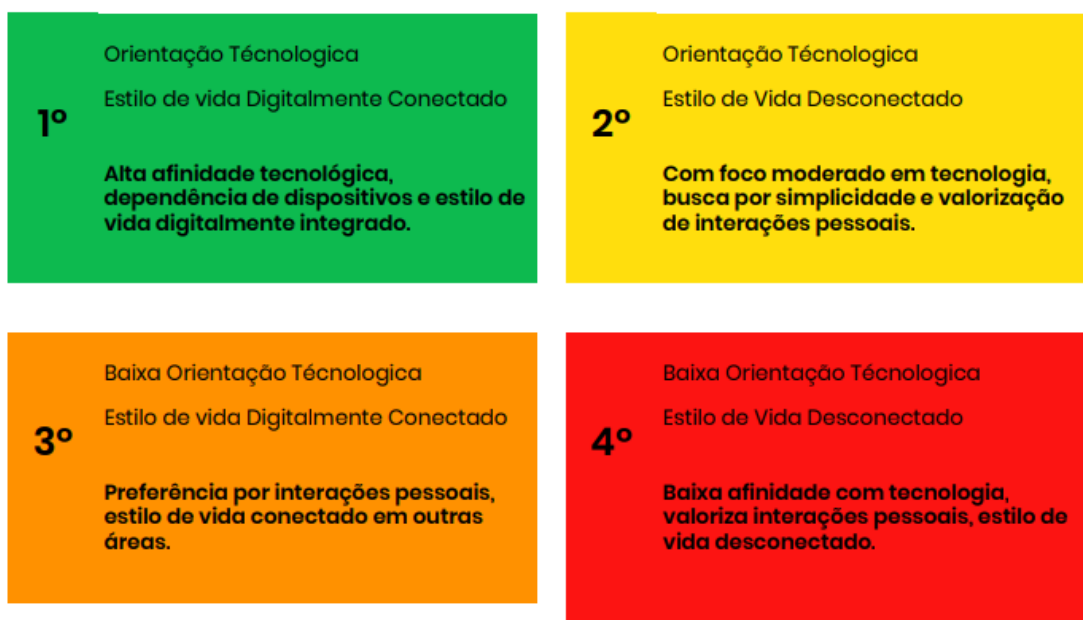 Orientação Técnologica
Estilo de vida Digitalmente Conectado
1º
Alta afinidade tecnológica,
dependência de dispositivos e estilo de
vida digitalmente integrado.
Orientação Técnologica
Estilo de Vida Desconectado
2º
Com foco moderado em tecnologia,
busca por simplicidade e valorização
de interações pessoais.
Baixa Orientação Técnologica
Estilo de vida Digitalmente Conectado
3º
Preferência por interações pessoais,
estilo de vida conectado em outras
áreas.
Baixa Orientação Técnologica
Estilo de Vida Desconectado
4º
Baixa afinidade com tecnologia,
valoriza interações pessoais, estilo de
vida desconectado.